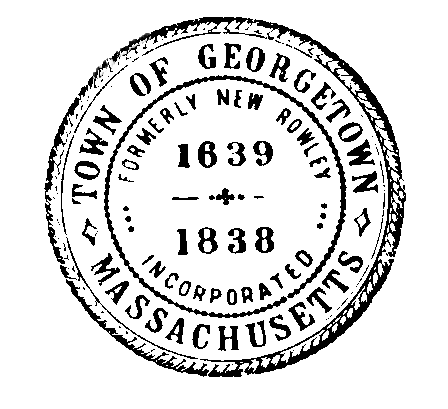 TOWN OF GEORGETOWN
FORMERLY NEW ROWLEY
1639
1838
INCORPORATED
MASSACHUSETTS